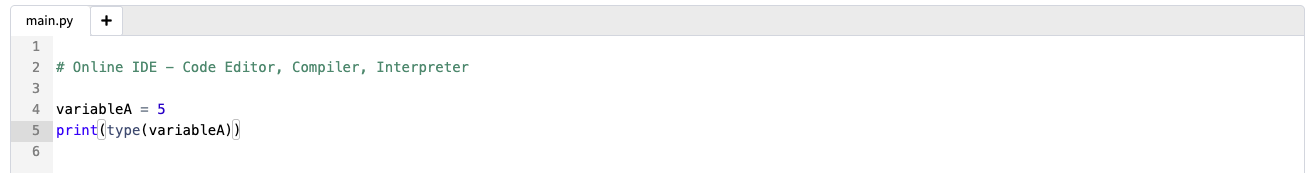 main.py +
1
2 # Online IDE - Code Editor, Compiler, Interpreter
3
4 variableA = 5
5 print(type(variableA))
6